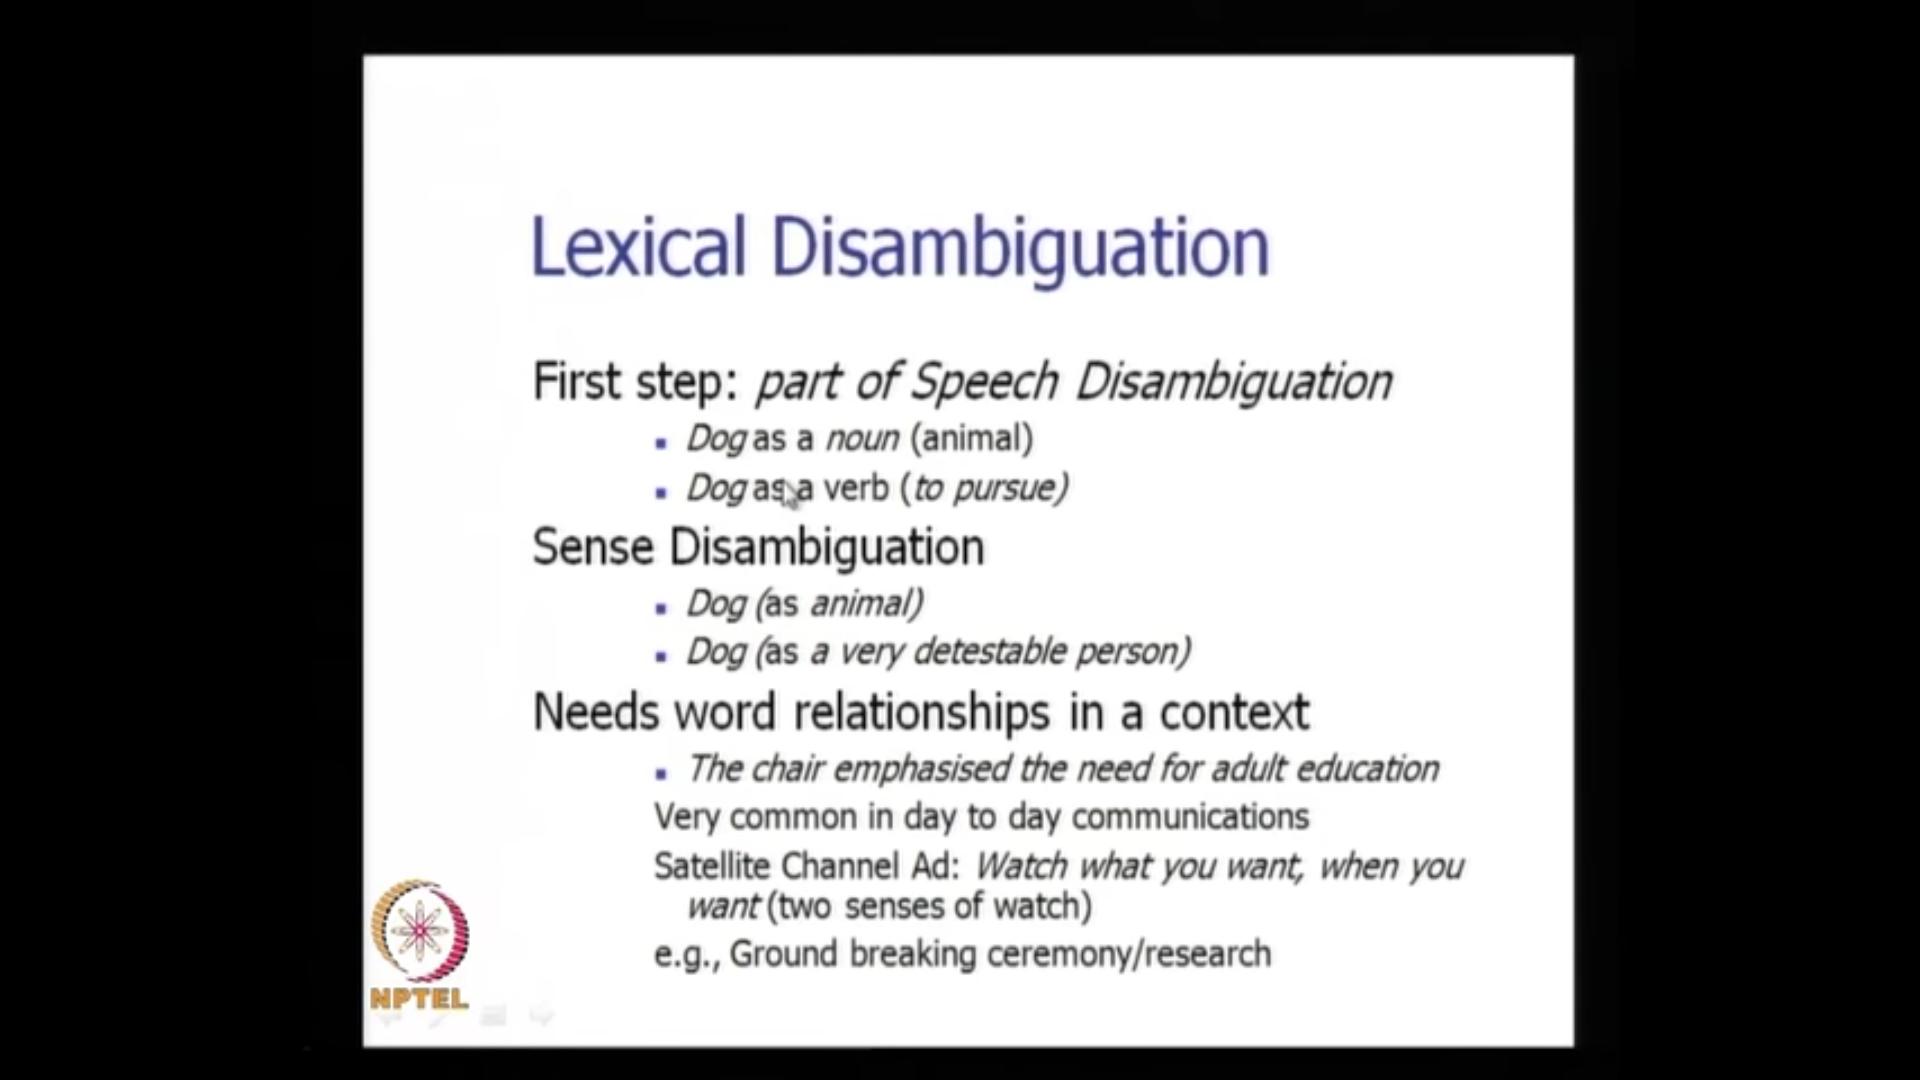 Lexical Disambiguation
First step: part of Speech Disambiguation
Dog as a noun (animal)
Dog as a verb (to pursue)
Sense Disambiguation
Dog (as animal)
Dog (as a very detestable person)
Needs word relationships in a context
The chair emphasised the need for adult education
Very common in day to day communications
Satellite Channel Ad: Watch what you want, when you
want (two senses of watch)
e.g., Ground breaking ceremony/research
NPTEL